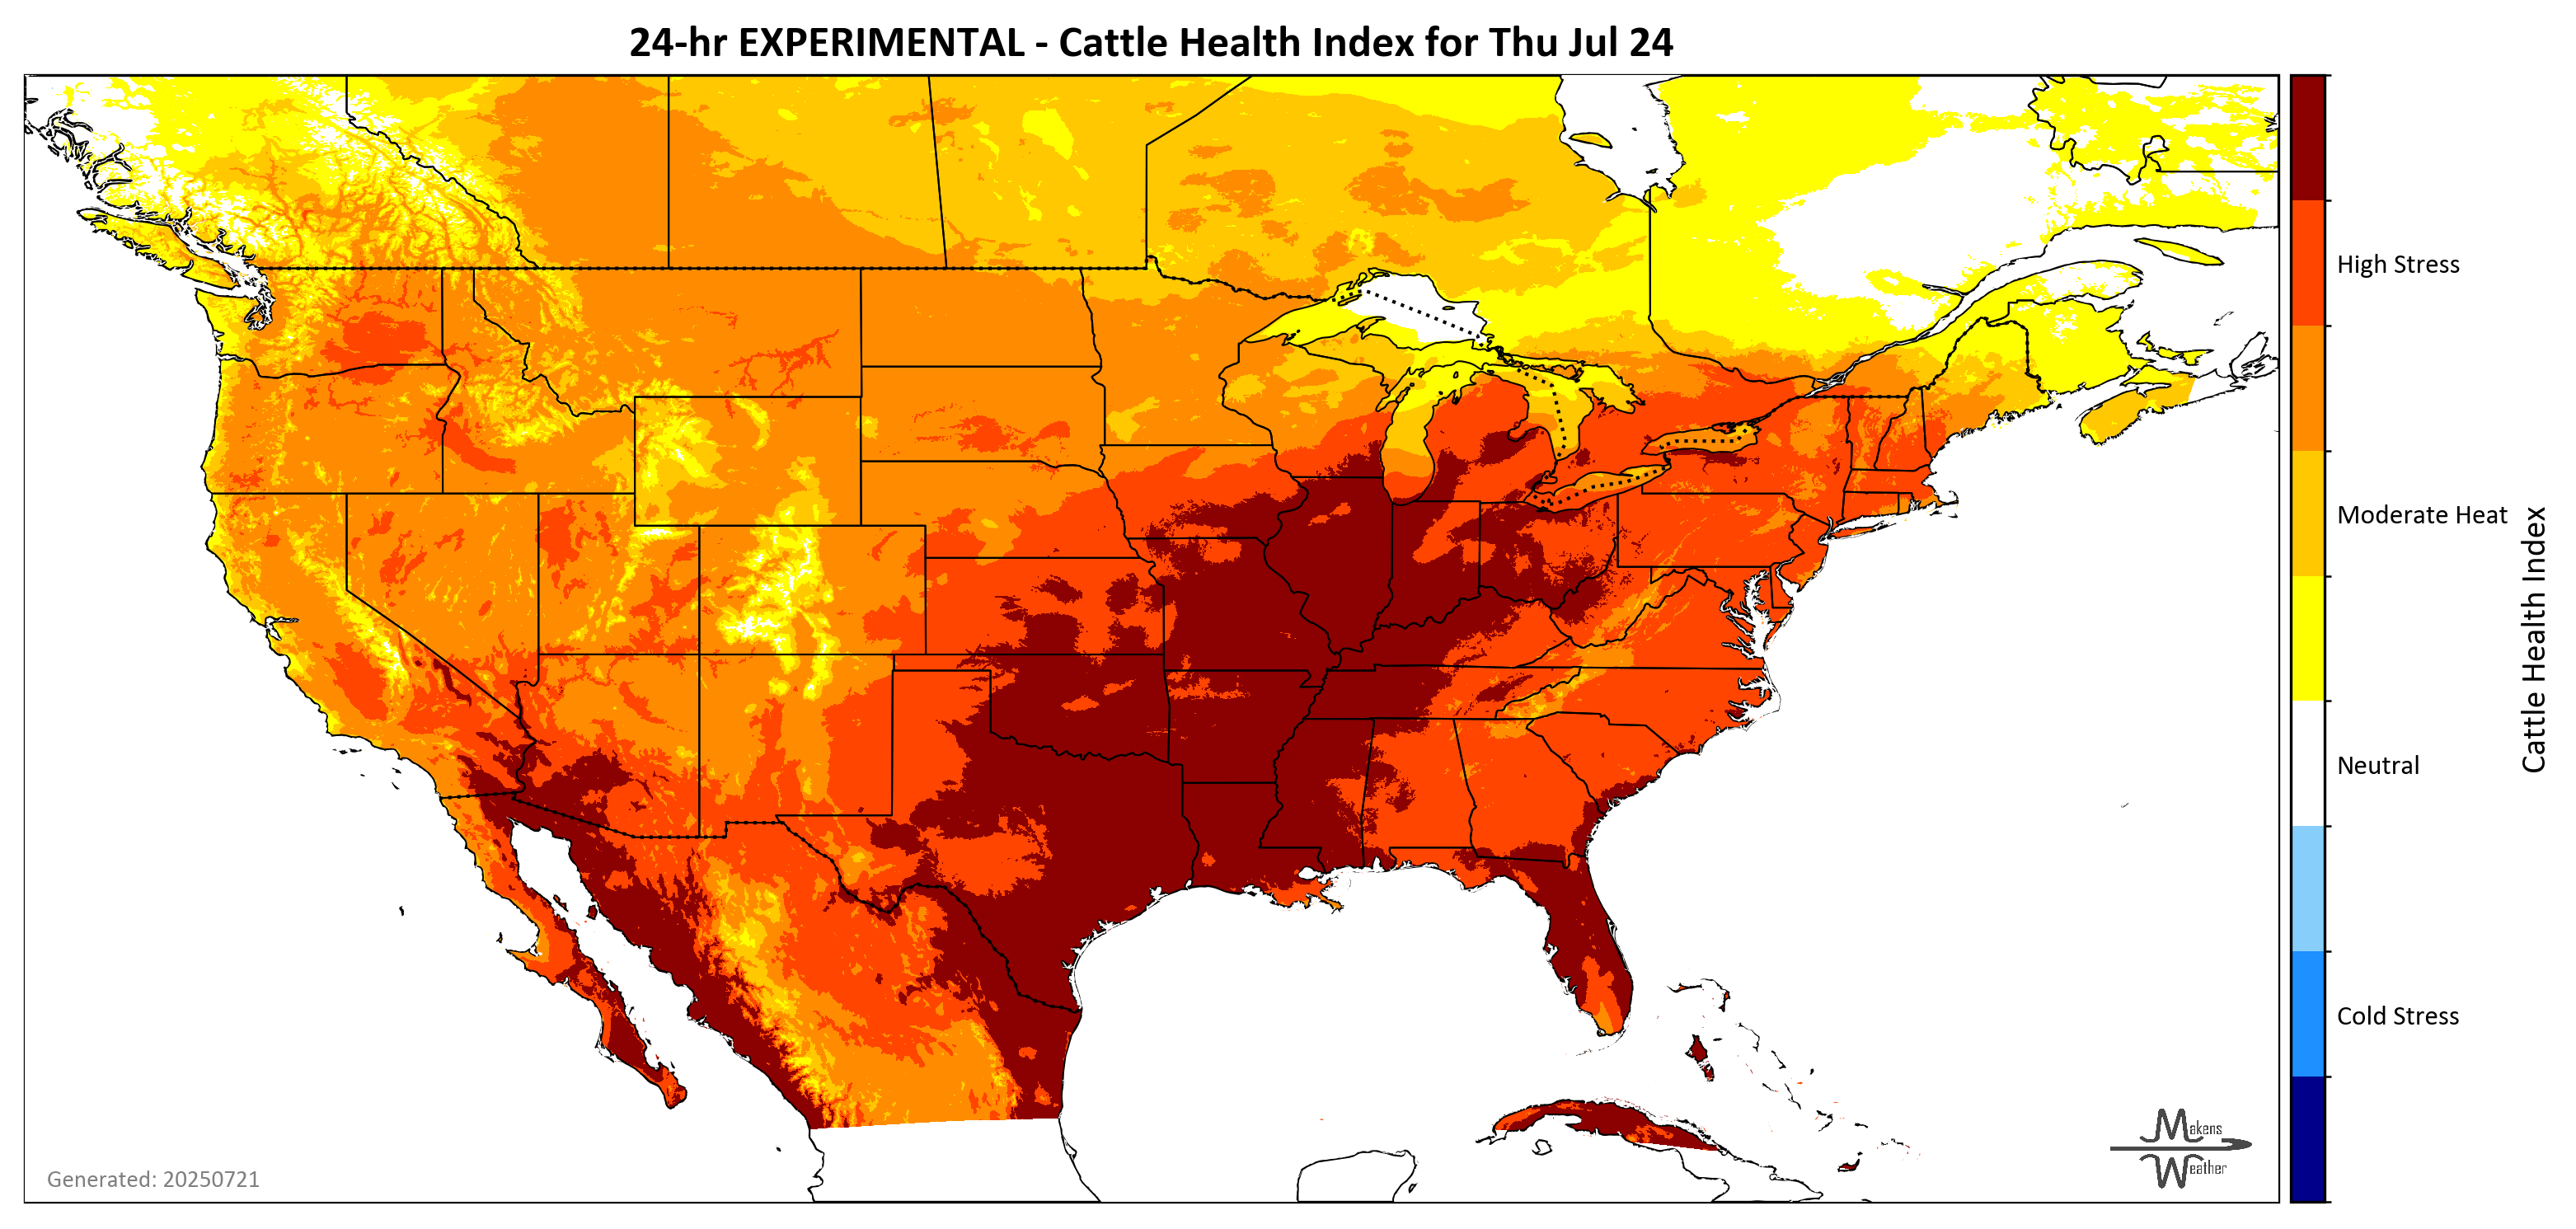 24-hr EXPERIMENTAL - Cattle Health Index for Thu Jul 24
High Stress
Moderate Heat
Neutral
Cold Stress
Cattle Health Index
Makens
Weather
Generated: 20250721